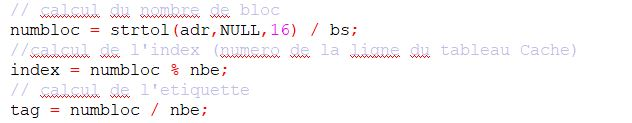 // calcul du nombre de bloc
numbloc = strtol(adr,NULL,16) / bs;
//calcul de l'index (numero de la ligne du tableau Cache)
index = numbloc % nbe;
// calcul de l'etiquette
tag = numbloc / nbe;